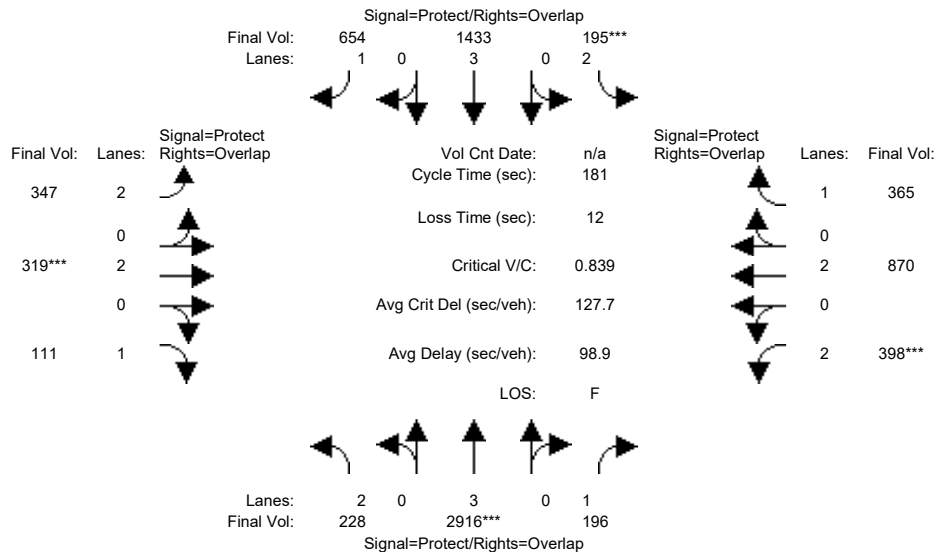 Signal=Protect/Rights=Overlap
Final Vol: 654 1433 195***
Lanes: 1 0 3 0 2
Signal=Protect
Final Vol: Lanes: Rights=Overlap
Vol Cnt Date: n/a
Signal=Protect
Rights=Overlap Lanes: Final Vol:
Cycle Time (sec): 181
347 2
1 365
Loss Time (sec): 12
0
0
319*** 2
Critical V/C: 0.839
2 870
0
Avg Crit Del (sec/veh): 127.7
0
111 1
Avg Delay (sec/veh): 98.9
2 398***
LOS: F
Lanes: 2 0 3 0 1
Final Vol: 228 2916*** 196
Signal=Protect/Rights=Overlap